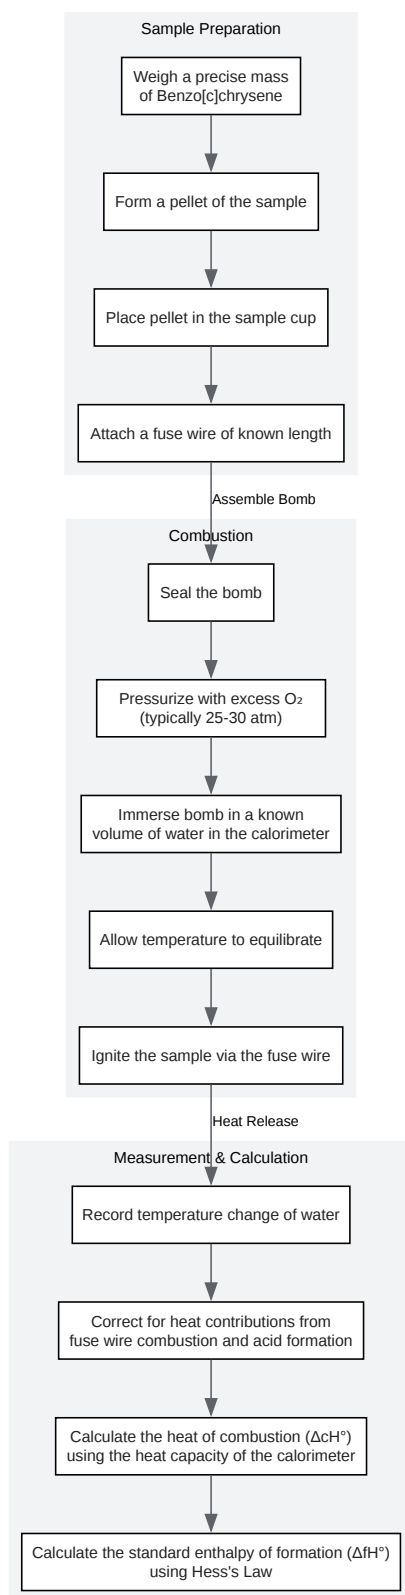 Sample Preparation
Weigh a precise mass
of Benzo[c]chrysene
Form a pellet of the sample
Place pellet in the sample cup
Attach a fuse wire of known length
Assemble Bomb
Combustion
Seal the bomb
Pressurize with excess O₂
(typically 25-30 atm)
Immerse bomb in a known
volume of water in the calorimeter
Allow temperature to equilibrate
Ignite the sample via the fuse wire
Heat Release
Measurement & Calculation
Record temperature change of water
Correct for heat contributions from
fuse wire combustion and acid formation
Calculate the heat of combustion (ΔcH°)
using the heat capacity of the calorimeter
Calculate the standard enthalpy of formation (ΔfH°)
using Hess's Law